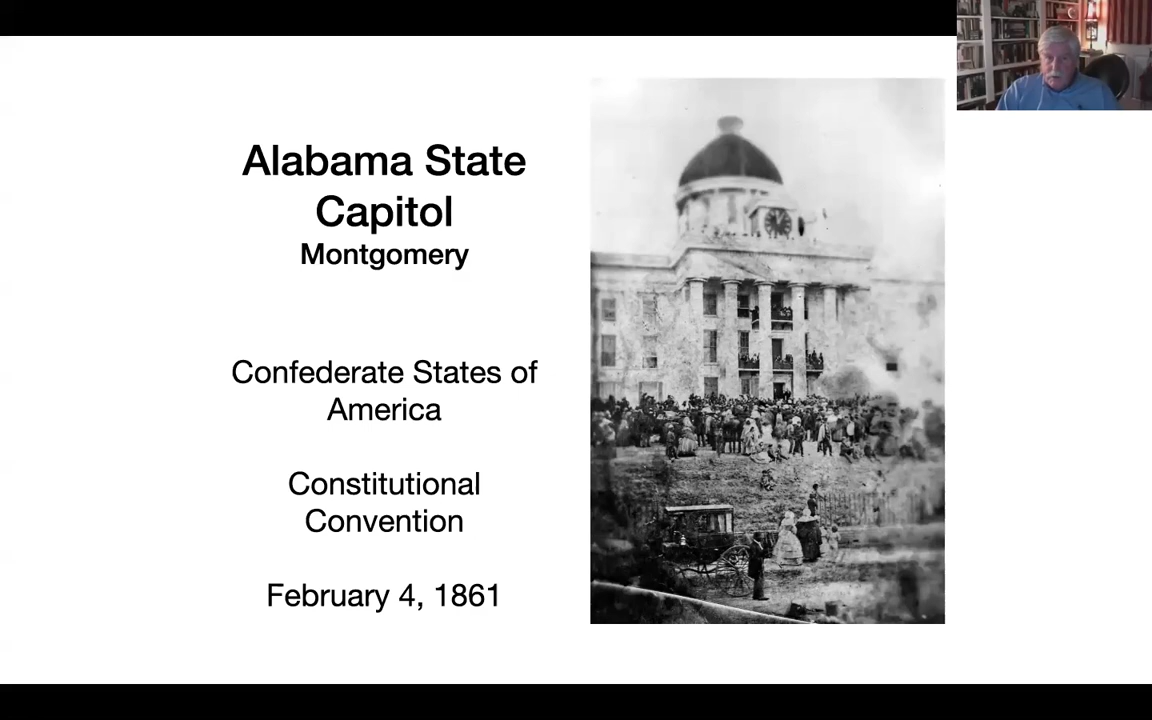 Alabama State
Capitol
Montgomery
Confederate States of
America
Constitutional
Convention
February 4, 1861